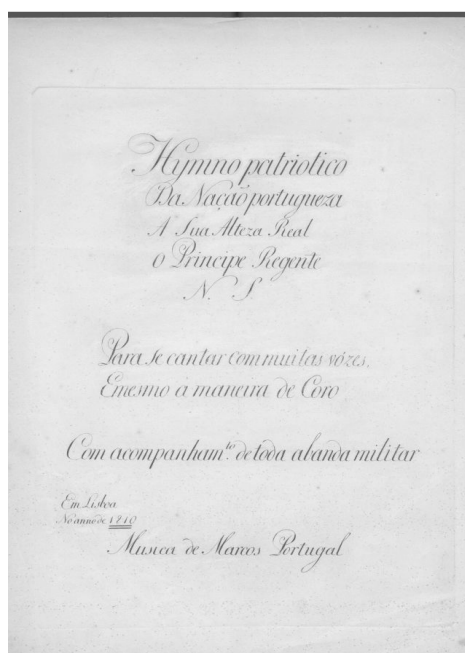 Hymno patriotico
Da Nação portugueza
A Sua Alteza Real
O Principe Regente
N. S
Para se cantar com muitas vózes,
E mesmo a maneira de Coro
Com acompanham.to de toda a banda militar
Em Lisboa
No anno de 1810
Musica de Marcos Portugal